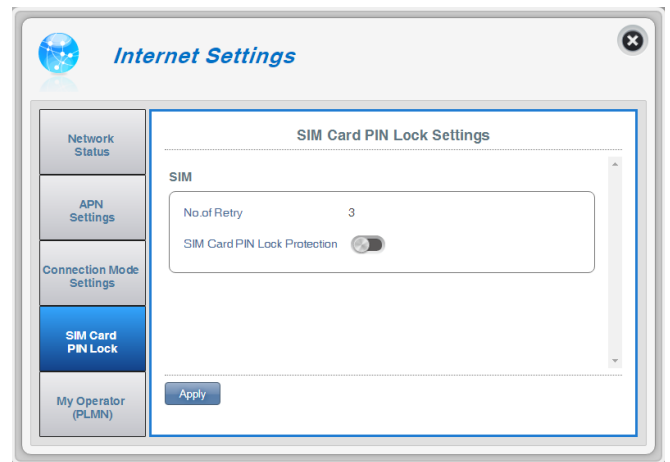 Internet Settings
Network
Status
APN
Settings
Connection Mode
Settings
SIM Card
PIN Lock
My Operator
(PLMN)
SIM Card PIN Lock Settings
SIM
No.of Retry 3
SIM Card PIN Lock Protection
Apply